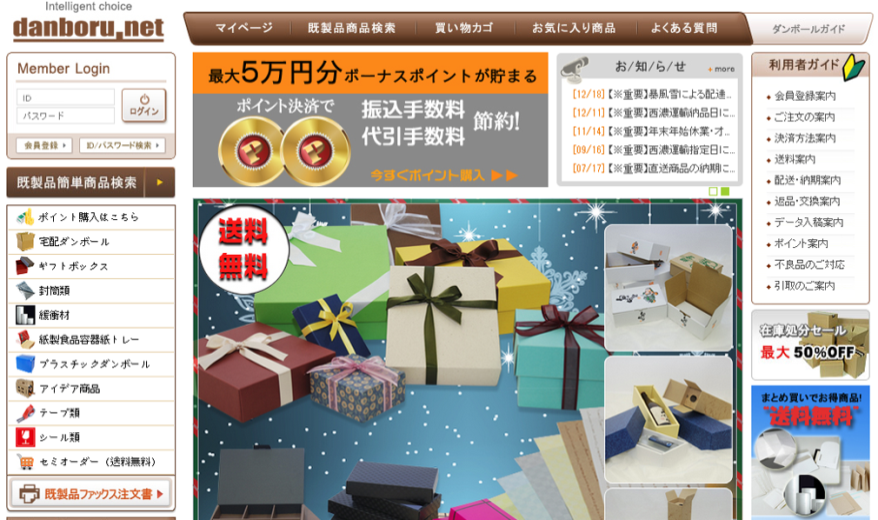 Intelligent choice
danboru.net
マイページ
既製品商品検索
買い物カゴ
お気に入り商品
よくある質問
ダンボールガイド
Member Login
ID
パスワード
ログイン
会員登録
ID/パスワード検索
既製品簡単商品検索
ポイント購入はこちら
宅配ダンボール
ギフトボックス
封筒類
緩衝材
紙製食品容器紙トレー
プラスチックダンボール
アイデア商品
テープ類
シール類
セミオーダー（送料無料）
既製品ファックス注文書
最大5万円分ボーナスポイントが貯まる
ポイント決済で
振込手数料
代引手数料
節約!
今すぐポイント購入
お/知/ら/せ
more
[12/18]【※重要】暴風雪による配達...
[12/11]【※重要】西濃運輸納品日に...
[11/14]【※重要】年末年始休業・オ...
[09/16]【※重要】西濃運輸指定日に...
[07/17]【※重要】直送商品の納期に...
送料
無料
利用者ガイド
会員登録案内
ご注文の案内
決済方法案内
送料案内
配送・納期案内
返品・交換案内
データ入稿案内
ポイント案内
不良品のご対応
引取のご案内
在庫処分セール
最大 50%OFF
まとめ買いでお得商品!
"送料無料"